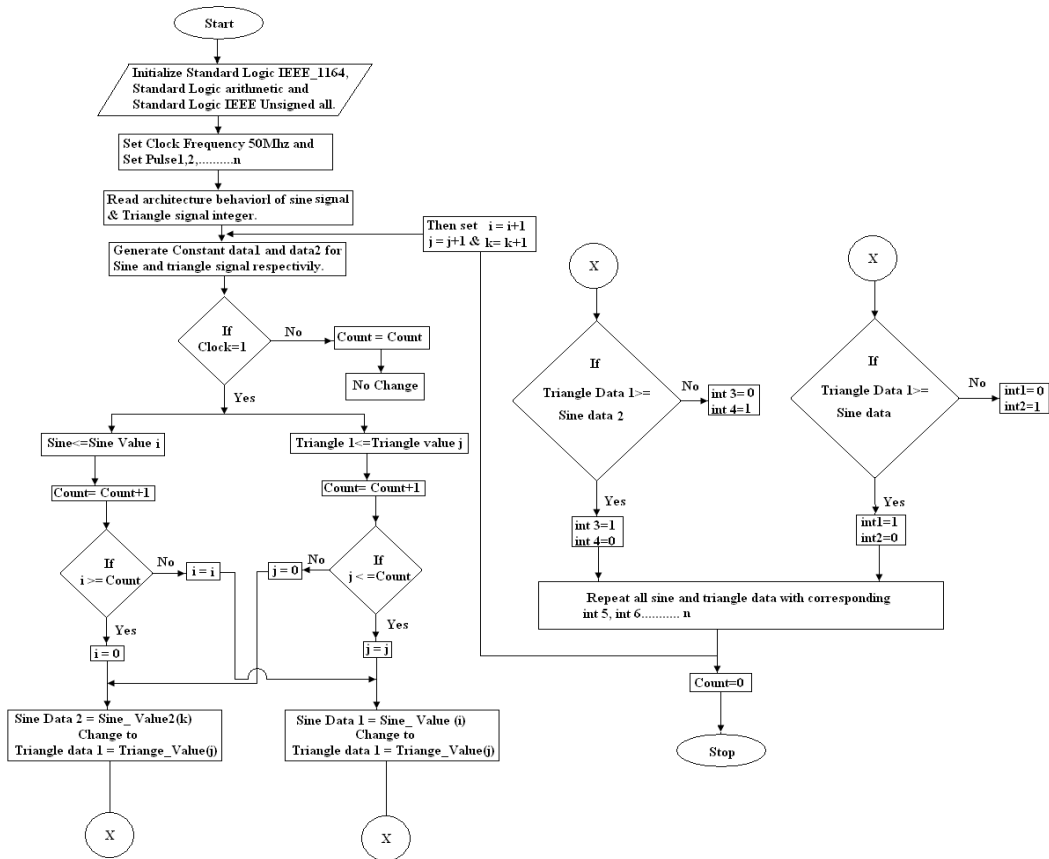 Start
Initialize Standard Logic IEEE_1164,
Standard Logic arithmetic and
Standard Logic IEEE Unsigned all.
Set Clock Frequency 50Mhz and
Set Pulse1,2,..........n
Read architecture behaviorl of sine signal
& Triangle signal integer.
Then set i = i+1
j = j+1 & k= k+1
Generate Constant data1 and data2 for
Sine and triangle signal respectivily.
If
Clock=1
No
Count = Count
No Change
Yes
Sine<=Sine Value i
Triangle 1<=Triangle value j
Count= Count+1
Count= Count+1
If
i >= Count
No
i = i
j = 0
No
If
j < =Count
Yes
i = 0
Yes
j = j
Sine Data 2 = Sine_ Value2(k)
Change to
Triangle data 1 = Triange_Value(j)
Sine Data 1 = Sine_ Value (i)
Change to
Triangle data 1 = Triange_Value(j)
X
X
X
If
Triangle Data 1>=
Sine data 2
No
int 3= 0
int 4=1
Yes
int 3=1
int 4=0
X
If
Triangle Data 1>=
Sine data
No
int1= 0
int2= 1
Yes
int1=1
int2=0
Repeat all sine and triangle data with corresponding
int 5, int 6........... n
Count=0
Stop